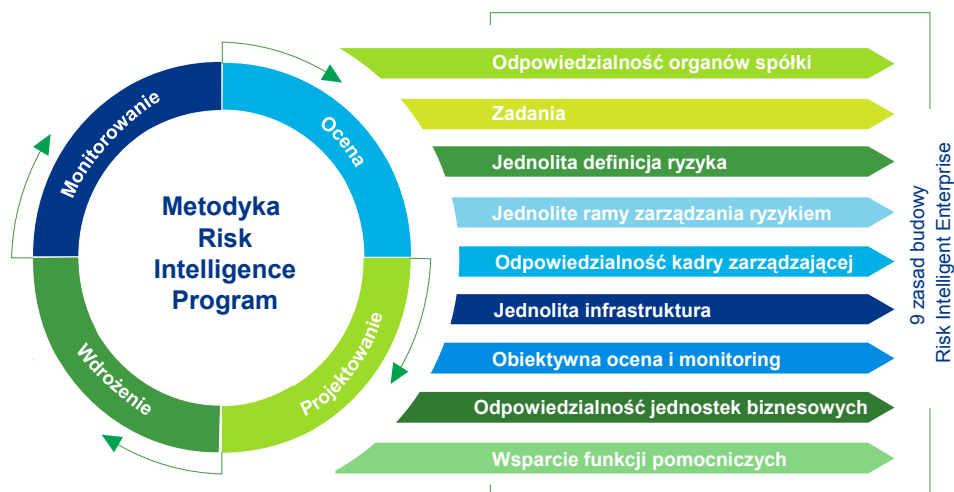 Monitorowanie
Ocena
Projektowanie
Wdrożenie
Metodyka
Risk
Intelligence
Program
Odpowiedzialność organów spółki
Zadania
Jednolita definicja ryzyka
Jednolite ramy zarządzania ryzykiem
Odpowiedzialność kadry zarządzającej
Jednolita infrastruktura
Obiektywna ocena i monitoring
Odpowiedzialność jednostek biznesowych
Wsparcie funkcji pomocniczych
9 zasad budowy
Risk Intelligent Enterprise